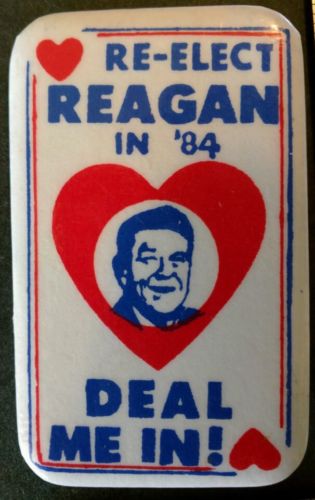 RE-ELECT
REAGAN
IN '84
DEAL
ME IN!